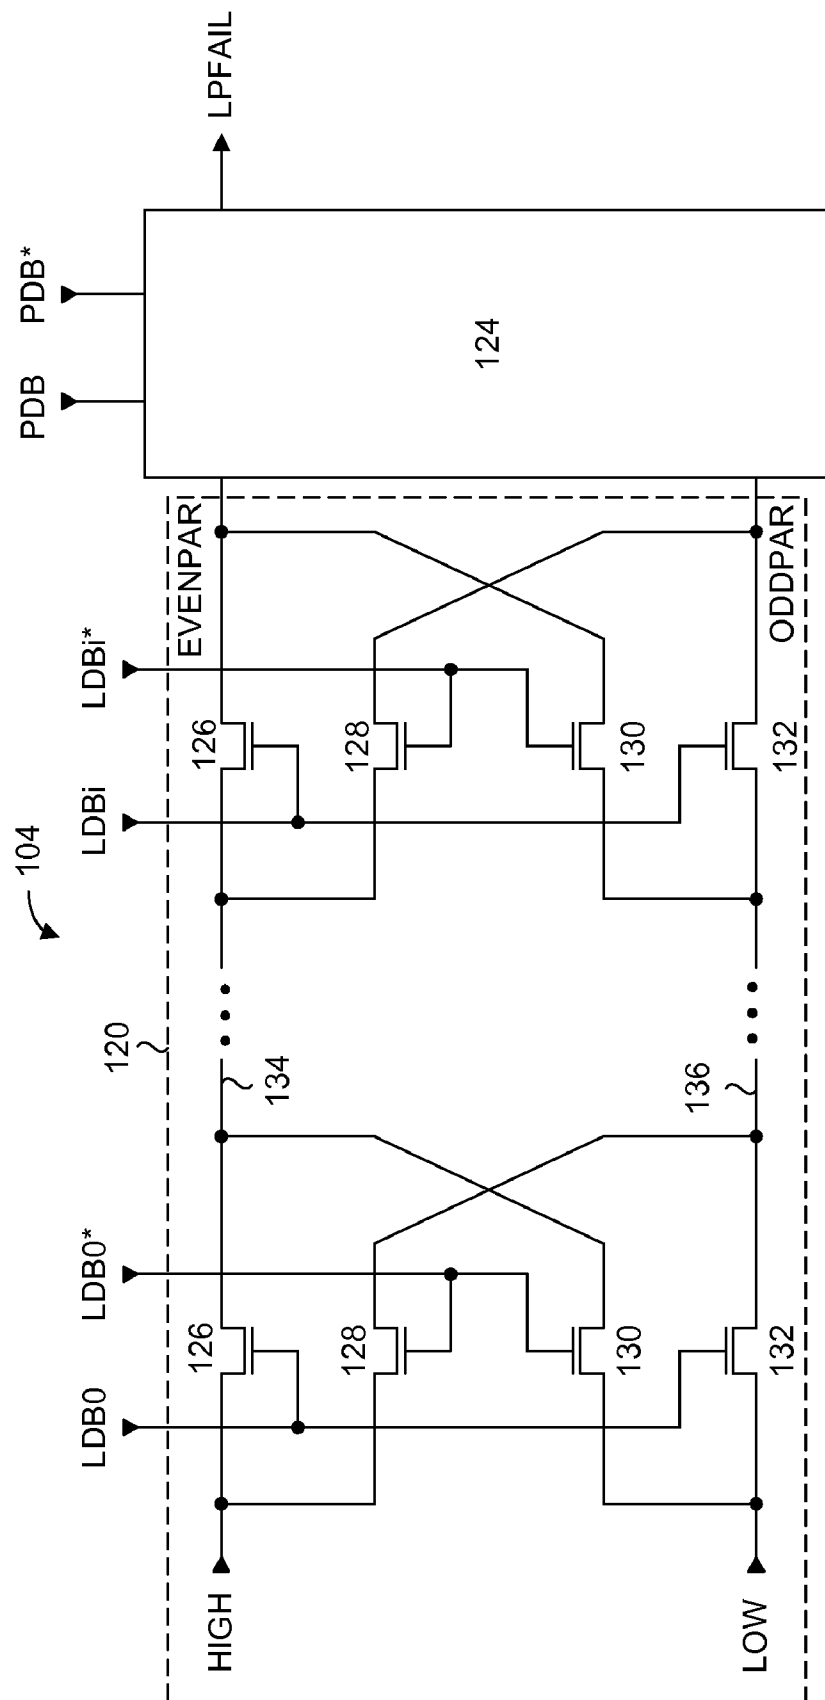 104
120
HIGH
LOW
LDB0
LDB0*
LDBi
LDBi*
PDB
PDB*
126
128
130
132
134
136
126
128
130
132
EVENPAR
ODDPAR
124
LPFAIL